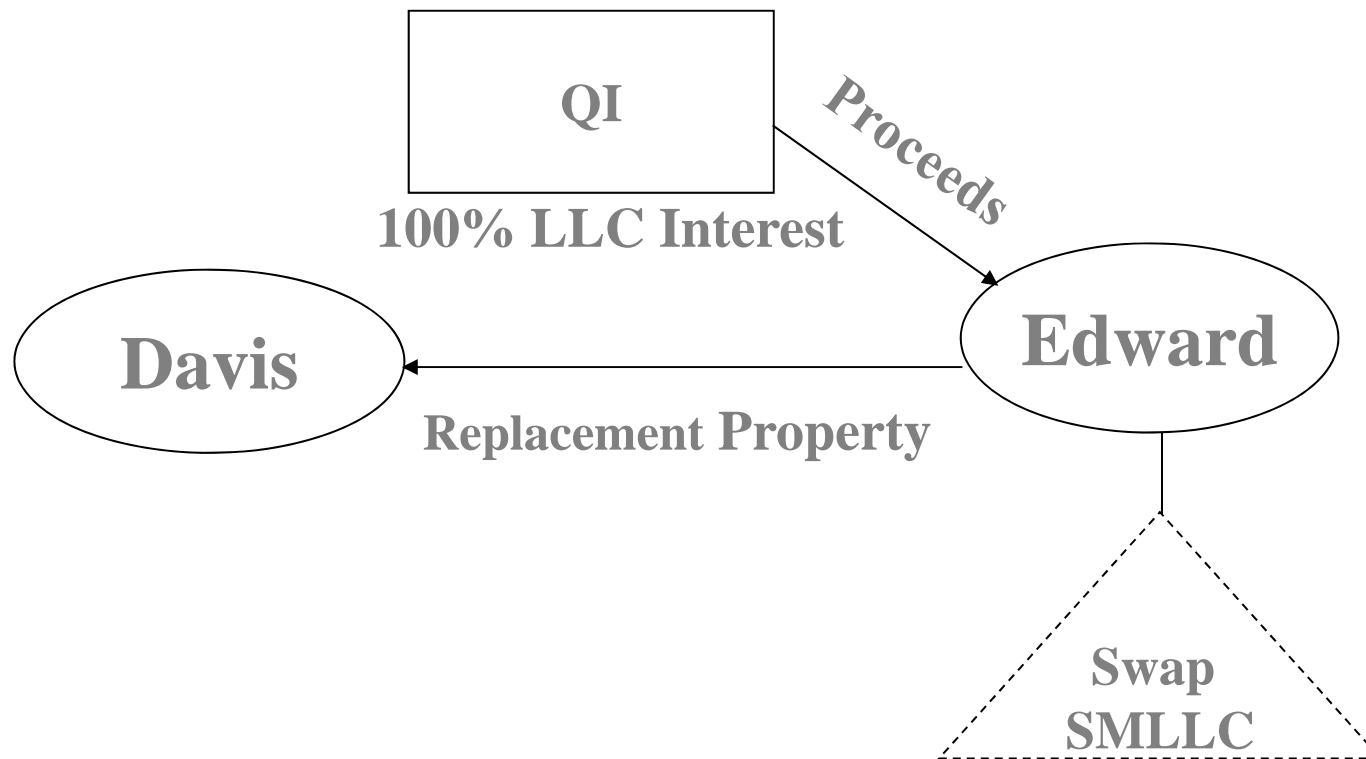 QI
Proceeds
100% LLC Interest
Davis
Edward
Replacement Property
Swap
SMLLC